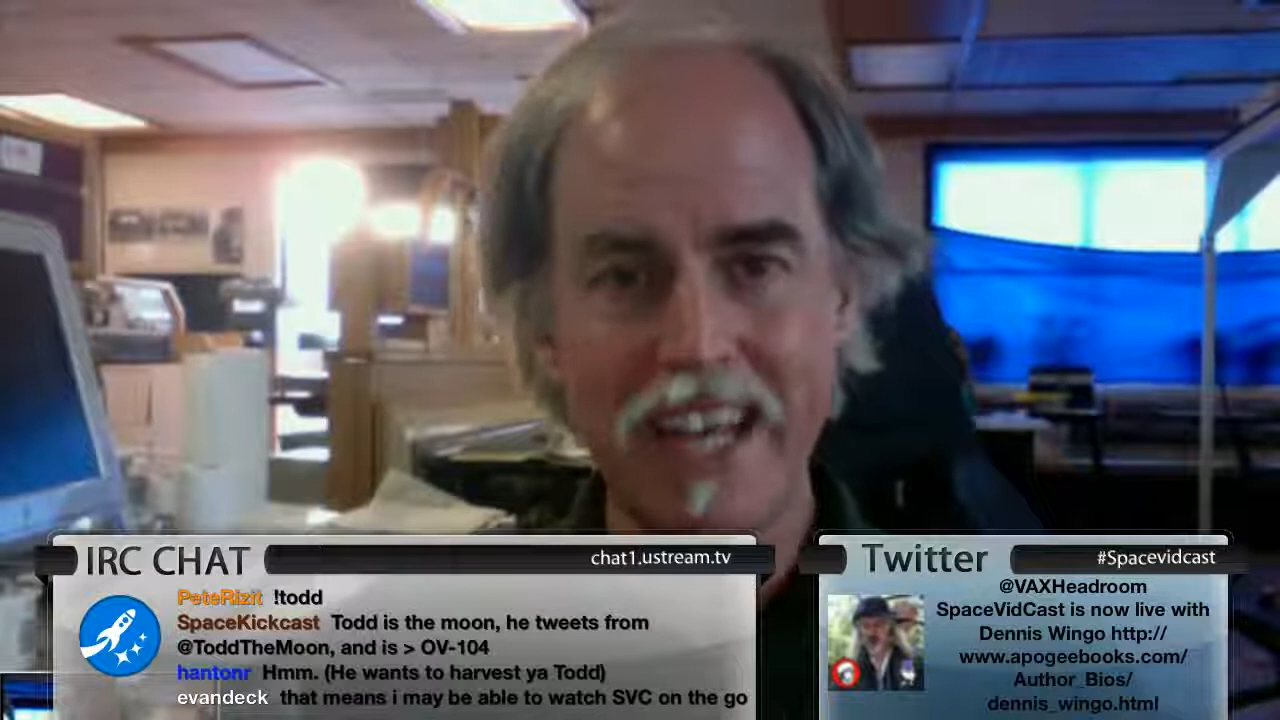 IRC CHAT
chat1.ustream.tv
PeteRizit !todd
SpaceKickcast Todd is the moon, he tweets from
@ToddTheMoon, and is > OV-104
hantonr Hmm. (He wants to harvest ya Todd)
evandeck that means i may be able to watch SVC on the go
Twitter
#Spacevidcast
@VAXHeadroom
SpaceVidCast is now live with
Dennis Wingo http://
www.apogeebooks.com/
Author_Bios/
dennis_wingo.html